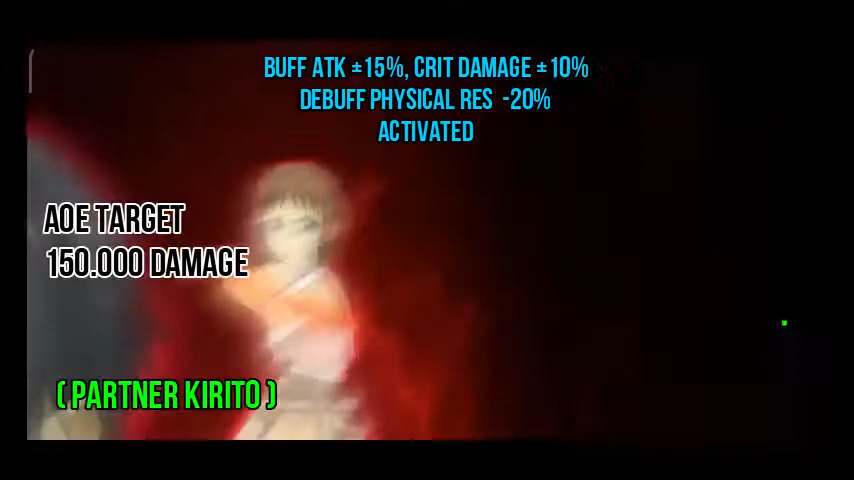 BUFF ATK ±15%, CRIT DAMAGE ±10%
DEBUFF PHYSICAL RES -20%
ACTIVATED
AOE TARGET
150.000 DAMAGE
( PARTNER KIRITO )